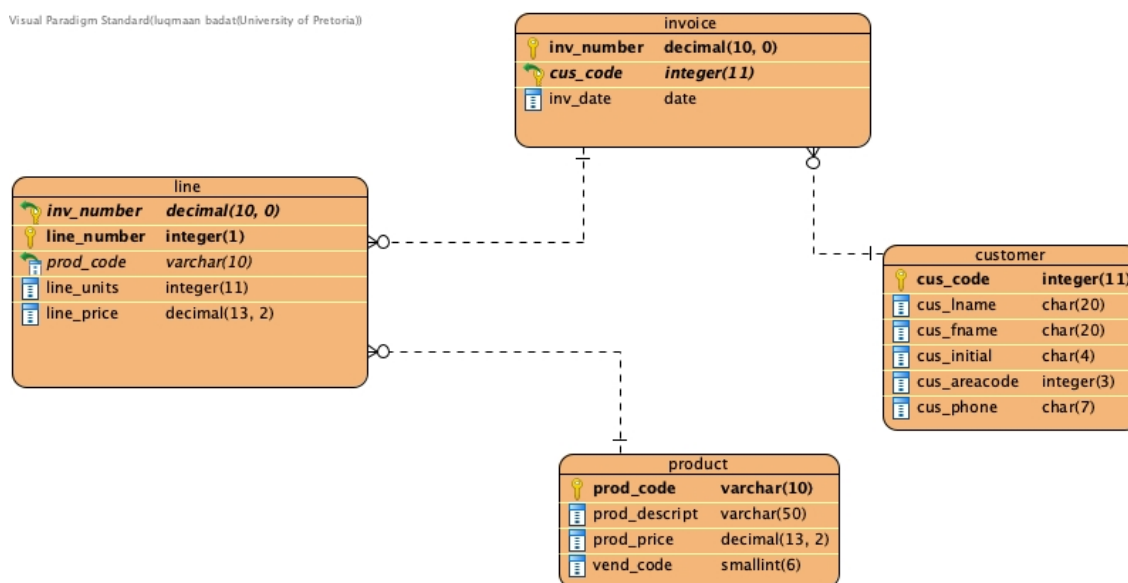 Visual Paradigm Standard(luqmaan badat(University of Pretoria))
invoice
inv_number decimal(10, 0)
cus_code integer(11)
inv_date date
line
inv_number decimal(10, 0)
line_number integer(1)
prod_code varchar(10)
line_units integer(11)
line_price decimal(13, 2)
customer
cus_code integer(11)
cus_lname char(20)
cus_fname char(20)
cus_initial char(4)
cus_areacode integer(3)
cus_phone char(7)
product
prod_code varchar(10)
prod_descript varchar(50)
prod_price decimal(13, 2)
vend_code smallint(6)